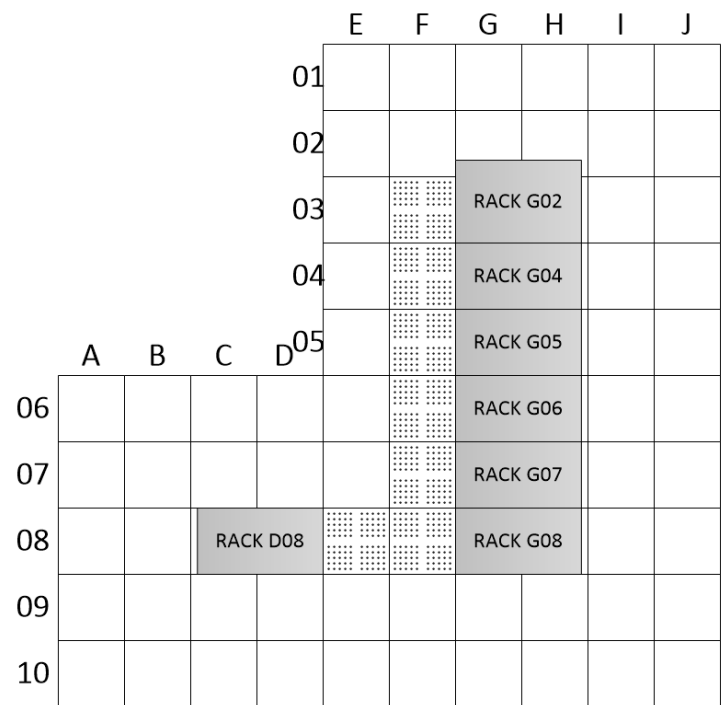 E F G H I J
01
02
03 RACK G02
04 RACK G04
05 RACK G05
A B C D
06 RACK G06
07 RACK G07
08 RACK D08 RACK G08
09
10